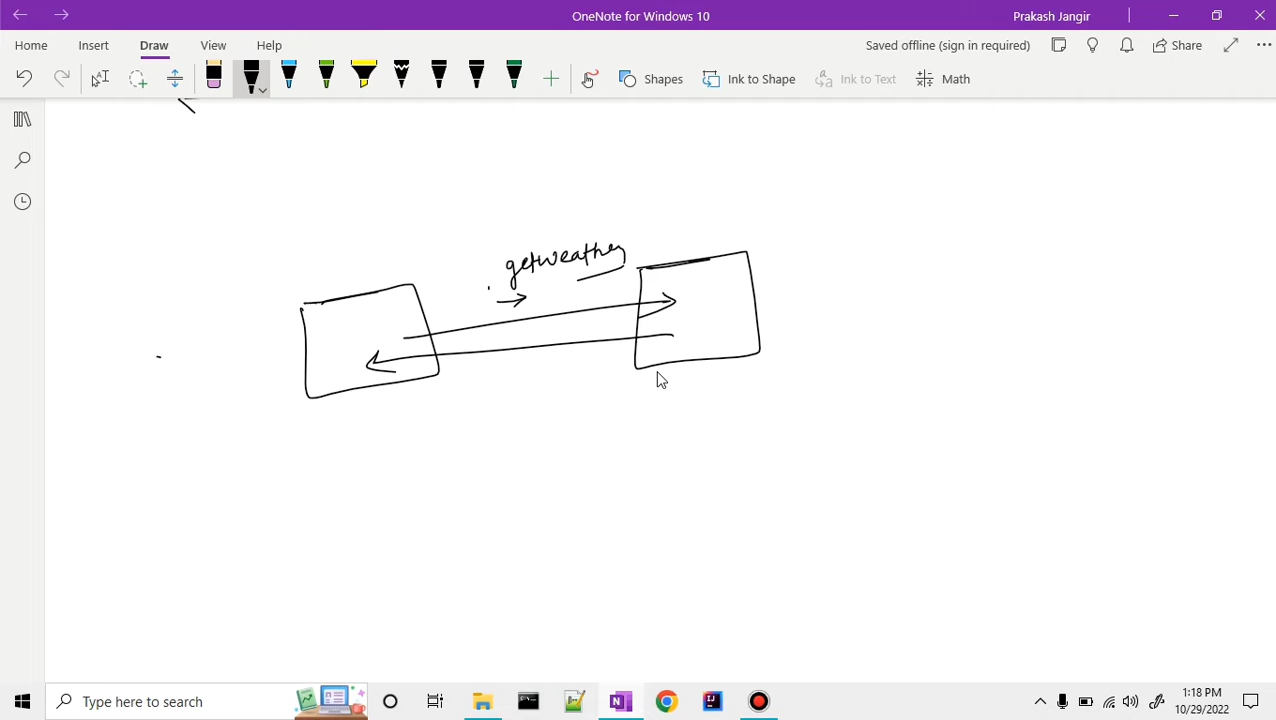 OneNote for Windows 10
Prakash Jangir
Home Insert Draw View Help
Saved offline (sign in required)
Share
Shapes
Ink to Shape
Ink to Text
Math
getweather
Type here to search
1:18 PM
10/29/2022